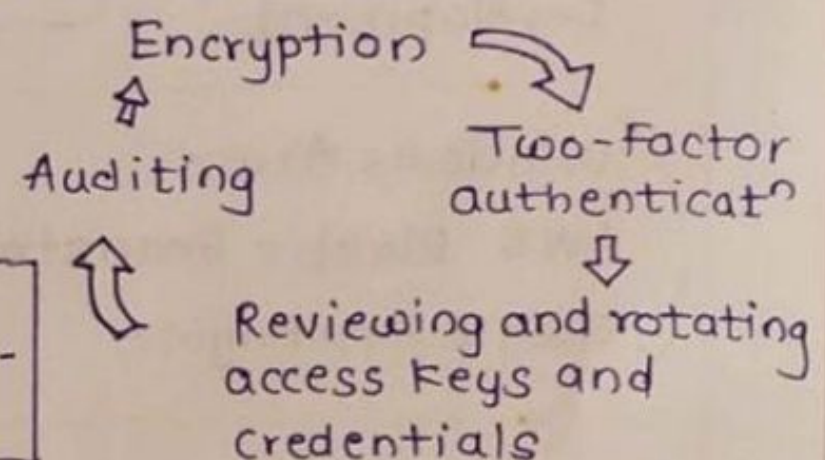 Encryption
Two-factor
Auditing
authenticatn
Reviewing and rotating
access keys and
credentials